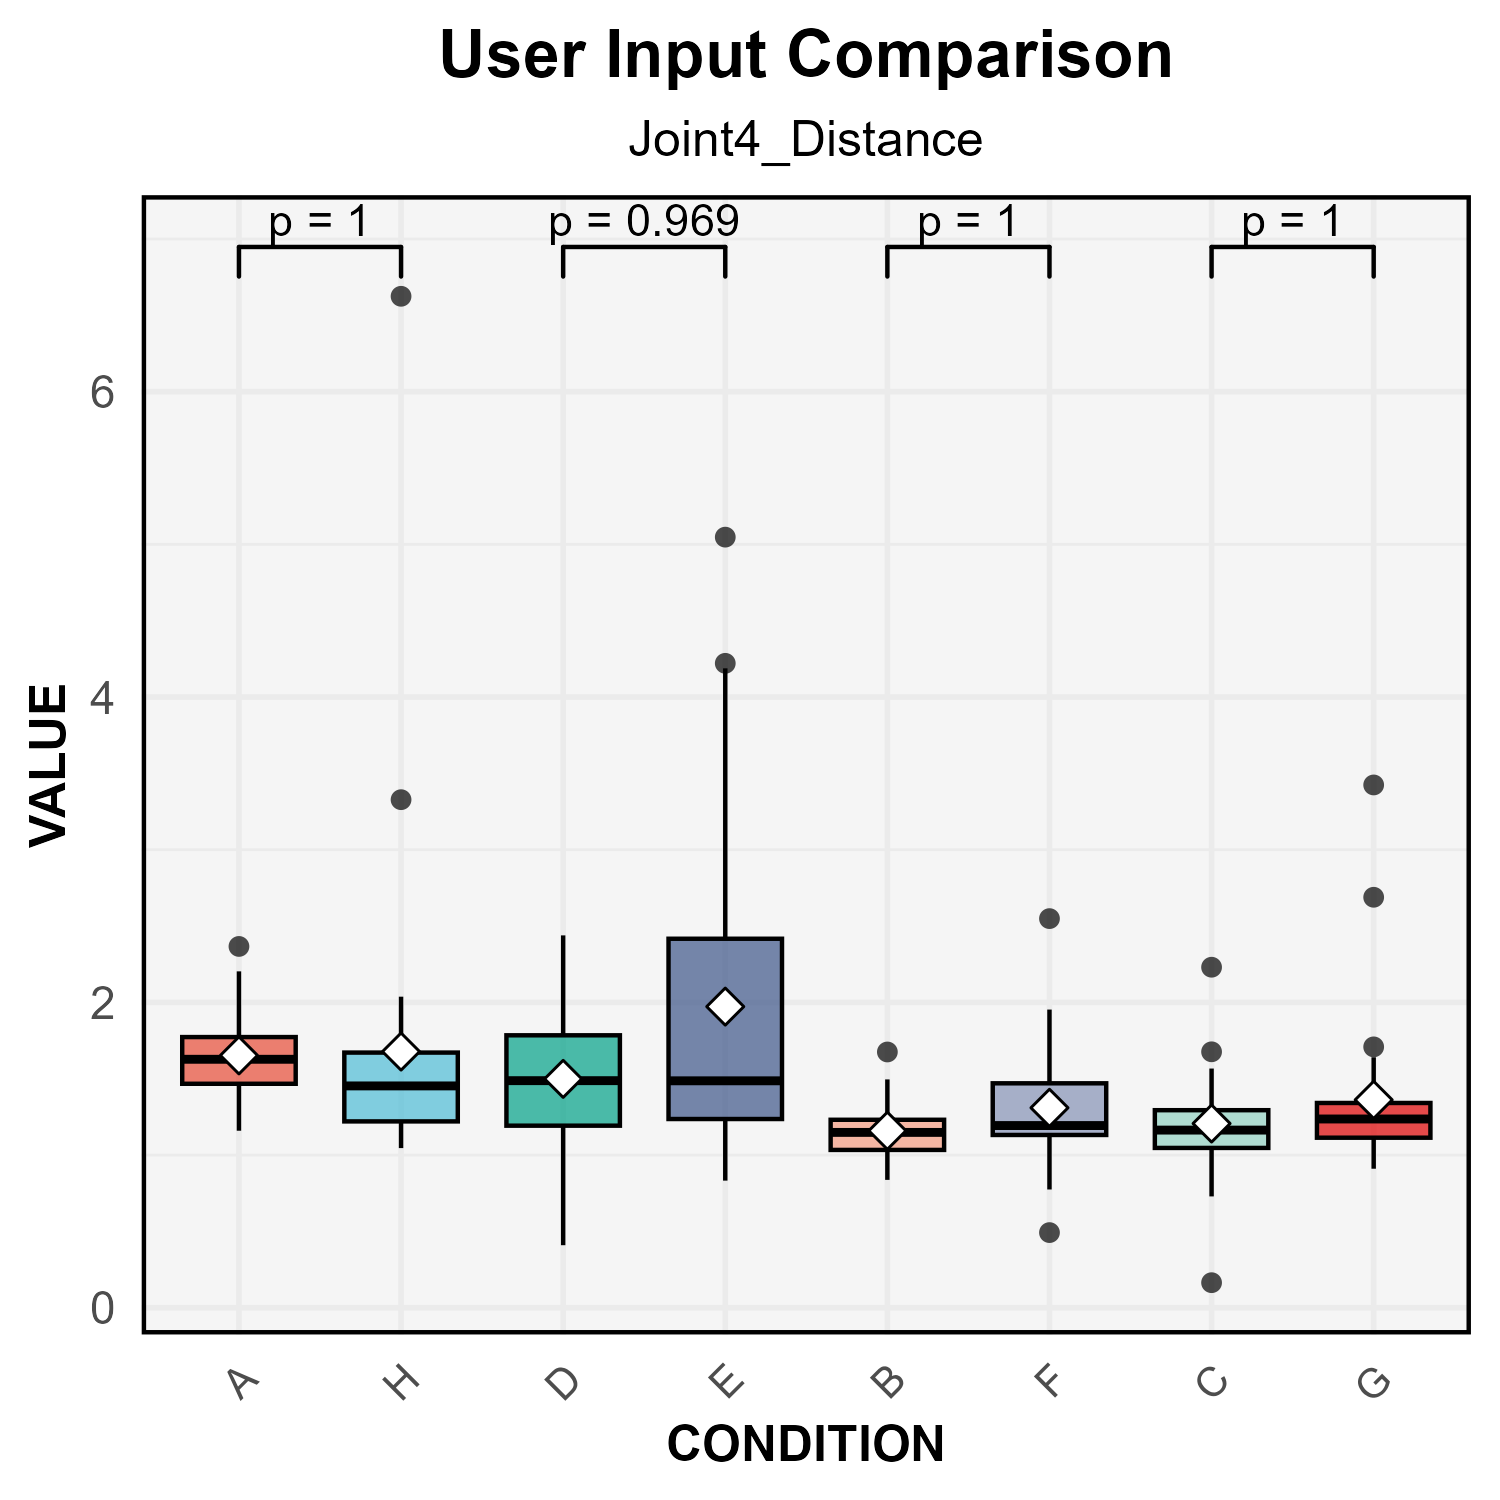 User Input Comparison
Joint4_Distance
p = 1
p = 0.969
p = 1
p = 1
6
4
2
0
VALUE
A
H
D
E
B
F
C
G
CONDITION